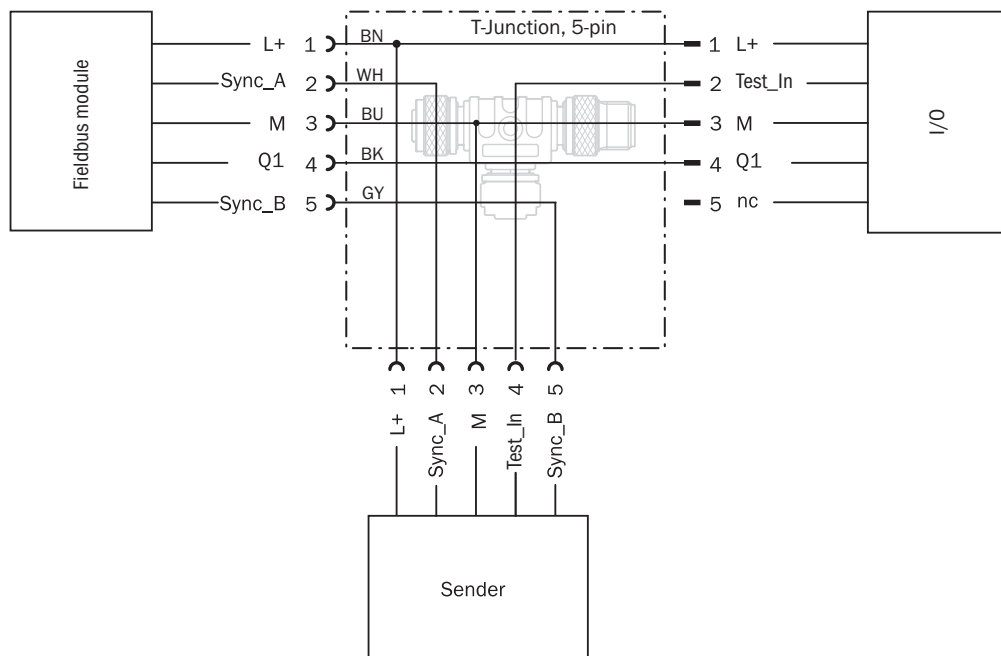 T-Junction, 5-pin
L+ 1 BN 1 L+
Sync_A 2 WH 2 Test_In
M 3 BU 3 M
Q1 4 BK 4 Q1
Sync_B 5 GY 5 nc
Fieldbus module
I/O
1 2 3 4 5
L+ Sync_A M Test_In Sync_B
Sender